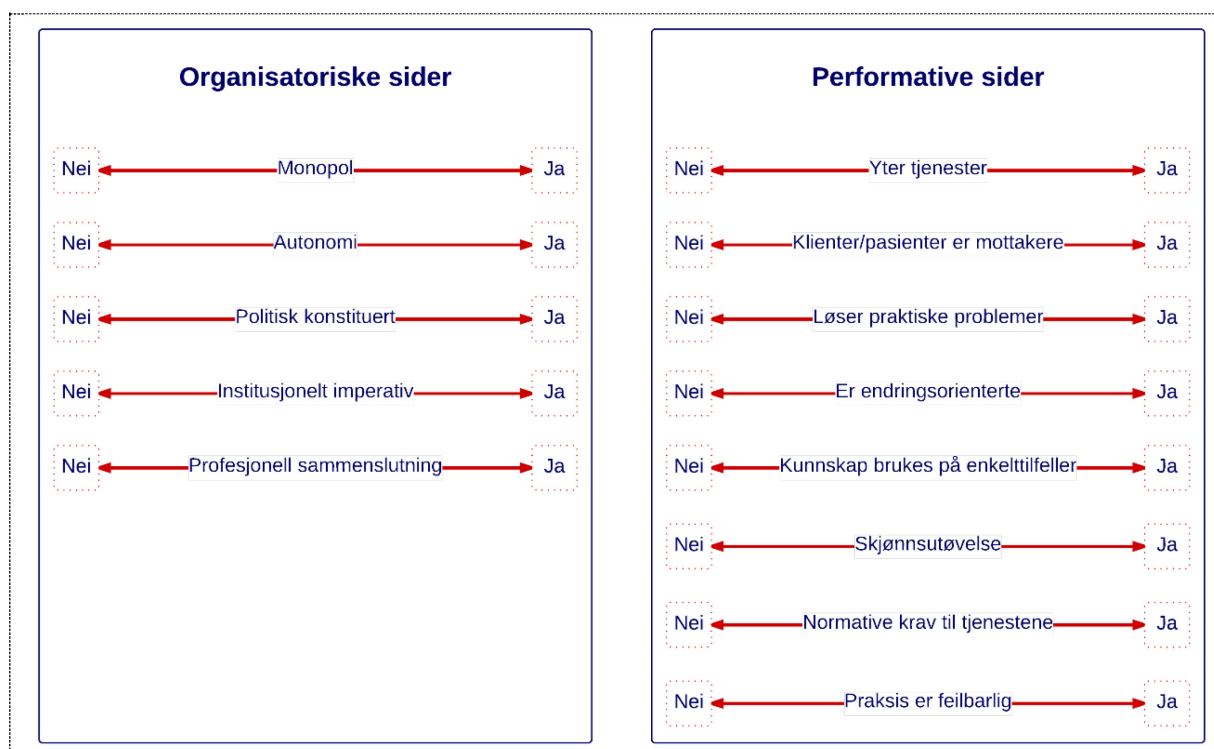 Organisatoriske sider
Nei Monopol Ja
Nei Autonomi Ja
Nei Politisk konstituert Ja
Nei Institusjonelt imperativ Ja
Nei Profesjonell sammenslutning Ja
Performative sider
Nei Yter tjenester Ja
Nei Klienter/pasienter er mottakere Ja
Nei Løser praktiske problemer Ja
Nei Er endringsorienterte Ja
Nei Kunnskap brukes på enkelttilfeller Ja
Nei Skjønnsutøvelse Ja
Nei Normative krav til tjenestene Ja
Nei Praksis er feilbarlig Ja